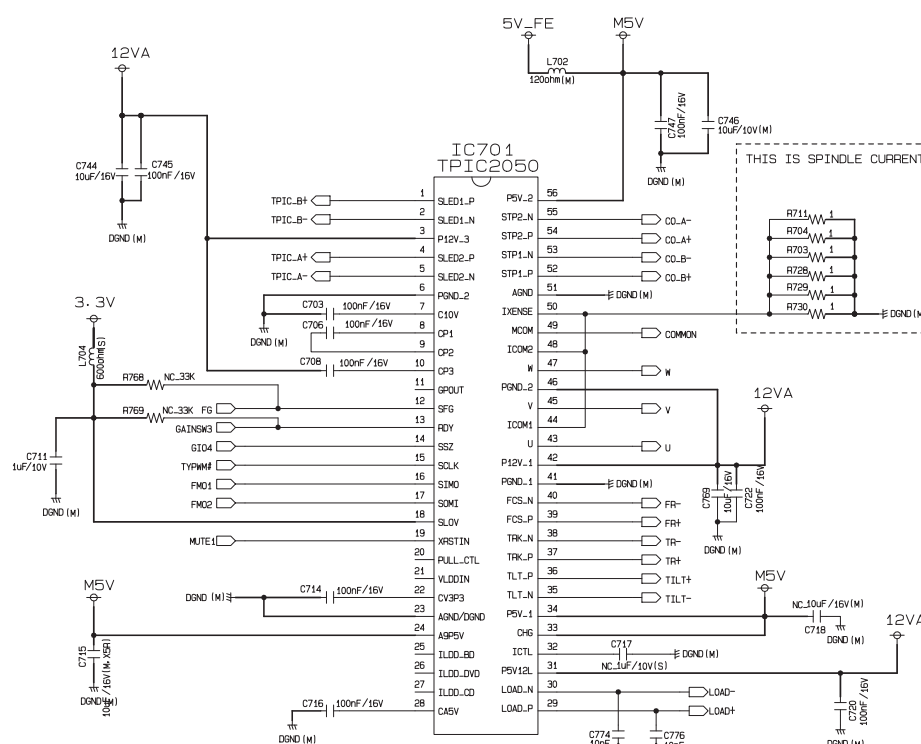 5V_FE
M5V
12VA
L702
120ohm(M)
C747
100nF/16V
C746
10uF/10V(M)
C744
10uF/16V
C745
100nF/16V
DGND(M)
DGND(M)
IC701
TPIC2050
THIS IS SPINDLE CURRENT
R711 1
R704 1
R703 1
R728 1
R729 1
R730 1
DGND(M)
TPIC_B+ 1 SLED1_P
TPIC_B- 2 SLED1_N
3 P12V_3
TPIC_A+ 4 SLED2_P
TPIC_A- 5 SLED2_N
6 PGND_2
C703 100nF/16V 7 C10V
C706 100nF/16V 8 CP1
DGND(M)
9 CP2
C708 100nF/16V 10 CP3
11 GPOUT
3.3V
L704
600ohm(S)
R768 NC_33K
FG 12 SFG
R769 NC_33K
GAINSW3 13 RDY
GIO4 14 SSZ
C711
1uF/10V
DGND(M)
TYPWM# 15 SCLK
FMO1 16 SIMO
FMO2 17 SOMI
18 SLOV
MUTE1 19 XRSTIN
20 PULL_CTL
21 VLDDIN
DGND(M) C714 100nF/16V 22 CV3P3
23 AGND/DGND
M5V
24 A9P5V
C715
DGND(M)
25 ILDD_BD
26 ILDD_DVD
27 ILDD_CD
C716 100nF/16V 28 CA5V
DGND(M)
P5V_2 56
STP2_N 55 CO_A-
STP2_P 54 CO_A+
STP1_N 53 CO_B-
STP1_P 52 CO_B+
AGND 51 DGND(M)
IXENSE 50
MCOM 49 COMMON
ICOM2 48
W 47 W
PGND_2 46
V 45 V
ICOM1 44
U 43 U
P12V_1 42
12VA
PGND_1 41 DGND(M)
C769
10uF/16V
C722
100nF/16V
DGND(M)
FCS_N 40 FR-
FCS_P 39 FR+
TRK_N 38 TR-
TRK_P 37 TR+
TLT_P 36 TILT+
TLT_N 35 TILT-
M5V
P5V_1 34
NC_10uF/16V(M)
C718
DGND(M)
CHG 33
ICTL 32
C717
NC_1uF/10V(S)
DGND(M)
12VA
P5V12L 31
LOAD_N 30 LOAD-
LOAD_P 29 LOAD+
C720
100nF/16V
DGND(M)
C774
C776